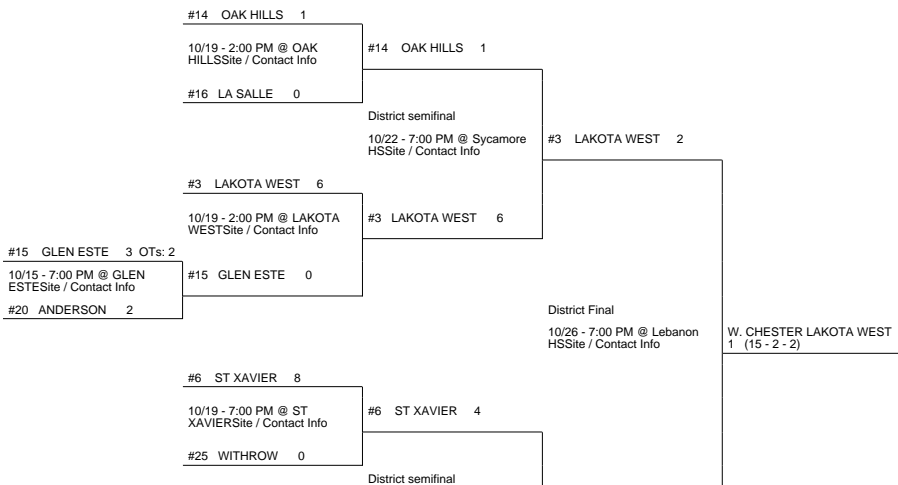 #14 OAK HILLS 1
10/19 - 2:00 PM @ OAK
HILLSSite / Contact Info
#14 OAK HILLS 1
#16 LA SALLE 0
District semifinal
10/22 - 7:00 PM @ Sycamore
HSSite / Contact Info
#3 LAKOTA WEST 2
#3 LAKOTA WEST 6
10/19 - 2:00 PM @ LAKOTA
WESTSite / Contact Info
#3 LAKOTA WEST 6
#15 GLEN ESTE 3 OTs: 2
10/15 - 7:00 PM @ GLEN
ESTESite / Contact Info
#15 GLEN ESTE 0
#20 ANDERSON 2
District Final
10/26 - 7:00 PM @ Lebanon
HSSite / Contact Info
W. CHESTER LAKOTA WEST
1 (15 - 2 - 2)
#6 ST XAVIER 8
10/19 - 7:00 PM @ ST
XAVIERSite / Contact Info
#6 ST XAVIER 4
#25 WITHROW 0
District semifinal